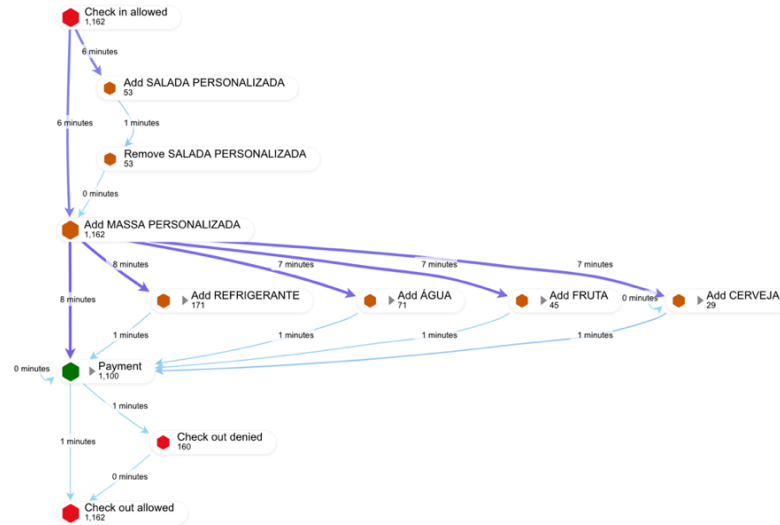 Check in allowed
1,162
6 minutes
Add SALADA PERSONALIZADA
53
6 minutes
1 minutes
Remove SALADA PERSONALIZADA
53
0 minutes
Add MASSA PERSONALIZADA
1,162
8 minutes
7 minutes
7 minutes
7 minutes
8 minutes
Add REFRIGERANTE
171
Add ÁGUA
71
Add FRUTA
45
0 minutes
Add CERVEJA
29
1 minutes
1 minutes
1 minutes
1 minutes
0 minutes
Payment
1,100
1 minutes
1 minutes
Check out denied
160
0 minutes
Check out allowed
1,162